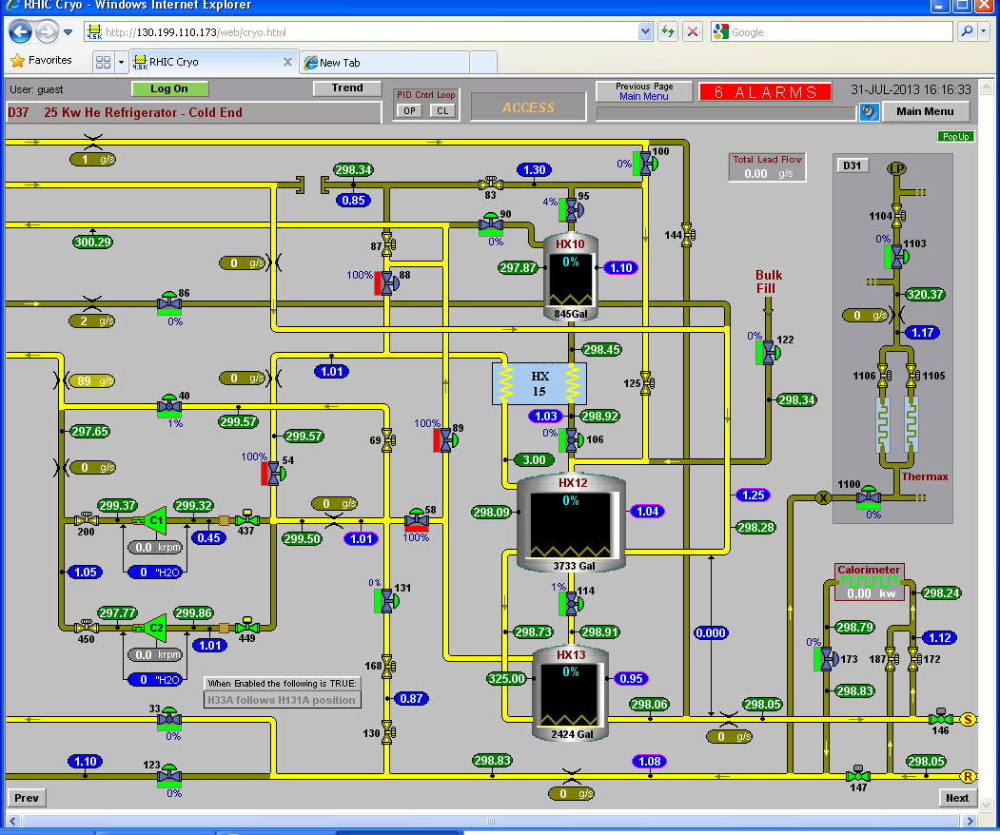 RHIC Cryo - Windows Internet Explorer
4.5K http://130.199.110.173/web/cryo.html
Google
Favorites
4.5K RHIC Cryo X
New Tab
User: guest
Log On
Trend
PID Cntrl Loop
OP CL
ACCESS
Previous Page
Main Menu
6 ALARMS
31-JUL-2013 16:16:33
D37 25 Kw He Refrigerator - Cold End
Main Menu
PopUp
1 g/s
298.34
1.30
0.85
83
4%
95
0%
100
Total Lead Flow
0.00 g/s
D31
LP
1104
0%
1103
300.29
90
0%
144
87
0 g/s
HX10
0%
297.87
1.10
845Gal
100%
88
Bulk
Fill
320.37
0 g/s
1.17
86
0%
2 g/s
298.45
0%
122
1.01
HX
15
1106
1105
89 g/s
0 g/s
125
298.34
40
1%
299.57
1.03
298.92
297.65
299.57
69
100%
89
0%
106
0 g/s
100%
54
3.00
Thermax
HX12
0%
1100
X
0%
1.25
298.09
1.04
298.28
3733 Gal
299.37
299.32
C1
200
0.45
437
0.0 krpm
0 "H2O
0 g/s
299.50
1.01
58
100%
1.05
0%
131
1%
114
Calorimeter
0.00 kw
298.24
297.77
299.86
C2
450
1.01
449
0.0 krpm
0 "H2O
298.73
298.91
0.000
298.79
1.12
0%
173
187
172
HX13
0%
325.00
0.95
2424 Gal
168
298.83
When Enabled the following is TRUE:
H33A follows H131A position
0.87
298.06
298.05
33
0%
130
0 g/s
146
S
1.10
123
0%
298.83
1.08
0 g/s
147
298.05
R
Prev
Next